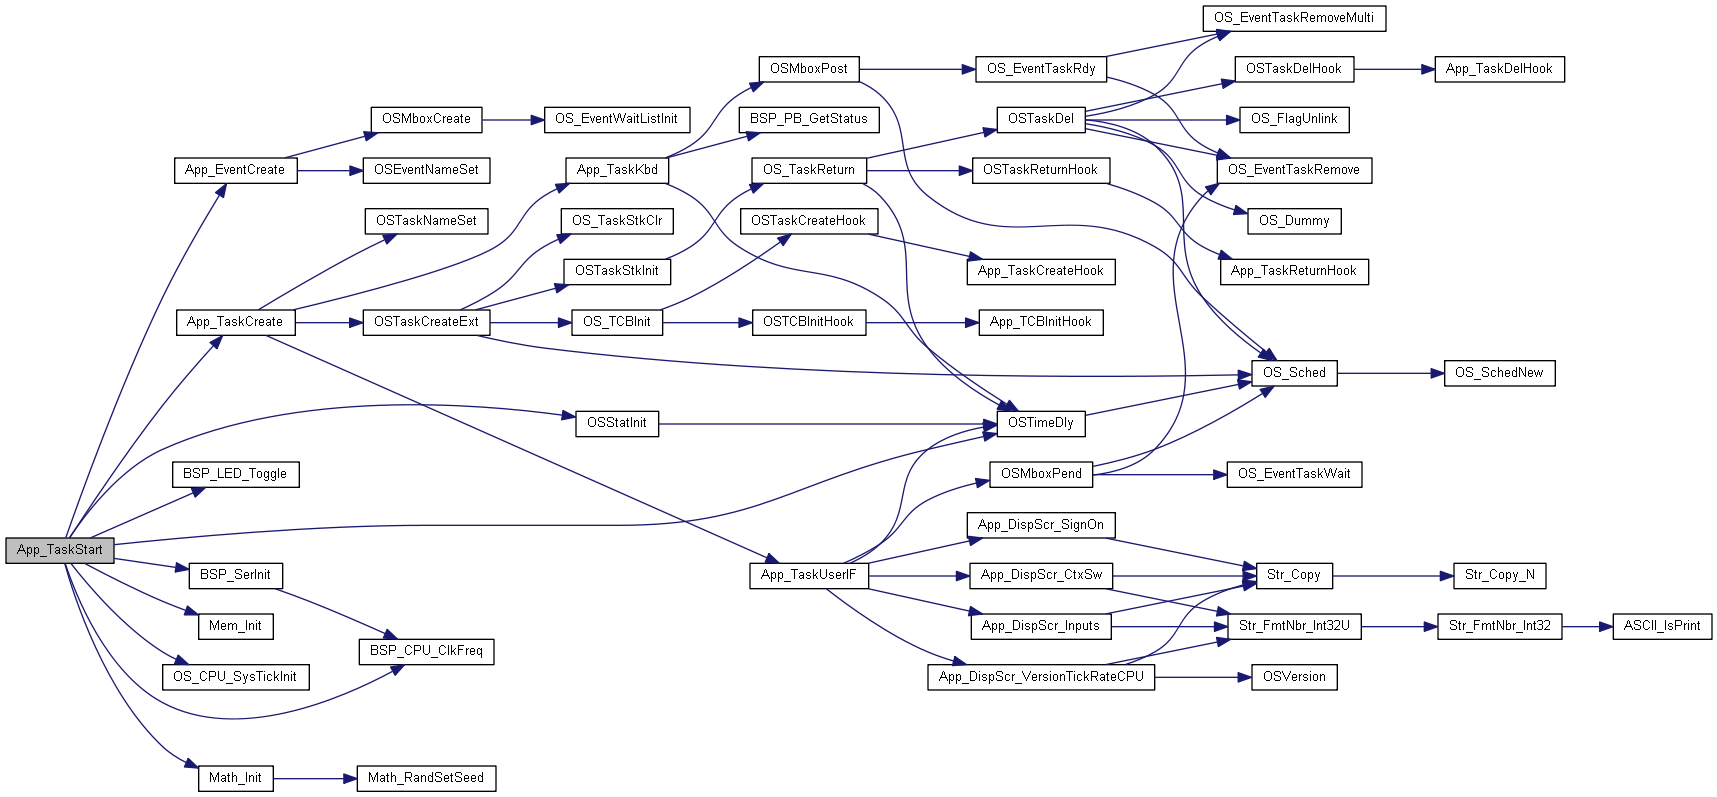 OS_EventTaskRemoveMulti
OSMboxPost
OS_EventTaskRdy
OSTaskDelHook
App_TaskDelHook
OSMboxCreate
OS_EventWaitListInit
BSP_PB_GetStatus
OSTaskDel
OS_FlagUnlink
App_EventCreate
OSEventNameSet
App_TaskKbd
OS_TaskReturn
OSTaskReturnHook
OS_EventTaskRemove
OSTaskNameSet
OS_TaskStkClr
OSTaskCreateHook
OS_Dummy
OSTaskStkInit
App_TaskCreateHook
App_TaskReturnHook
App_TaskCreate
OSTaskCreateExt
OS_TCBInit
OSTCBInitHook
App_TCBInitHook
OS_Sched
OS_SchedNew
OSStatInit
OSTimeDly
BSP_LED_Toggle
OSMboxPend
OS_EventTaskWait
App_DispScr_SignOn
App_TaskStart
BSP_SerInit
App_TaskUserIF
App_DispScr_CtxSw
Str_Copy
Str_Copy_N
Mem_Init
App_DispScr_Inputs
Str_FmtNbr_Int32U
Str_FmtNbr_Int32
ASCII_IsPrint
BSP_CPU_ClkFreq
OS_CPU_SysTickInit
App_DispScr_VersionTickRateCPU
OSVersion
Math_Init
Math_RandSetSeed